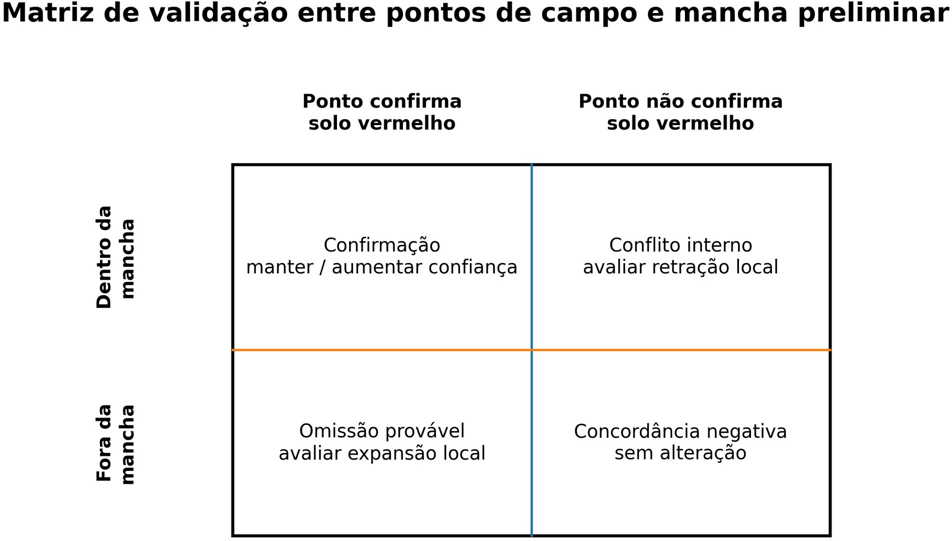 Matriz de validação entre pontos de campo e mancha preliminar
Ponto confirma
solo vermelho
Ponto não confirma
solo vermelho
Dentro da
mancha
Confirmação
manter / aumentar confiança
Conflito interno
avaliar retração local
Fora da
mancha
Omissão provável
avaliar expansão local
Concordância negativa
sem alteração